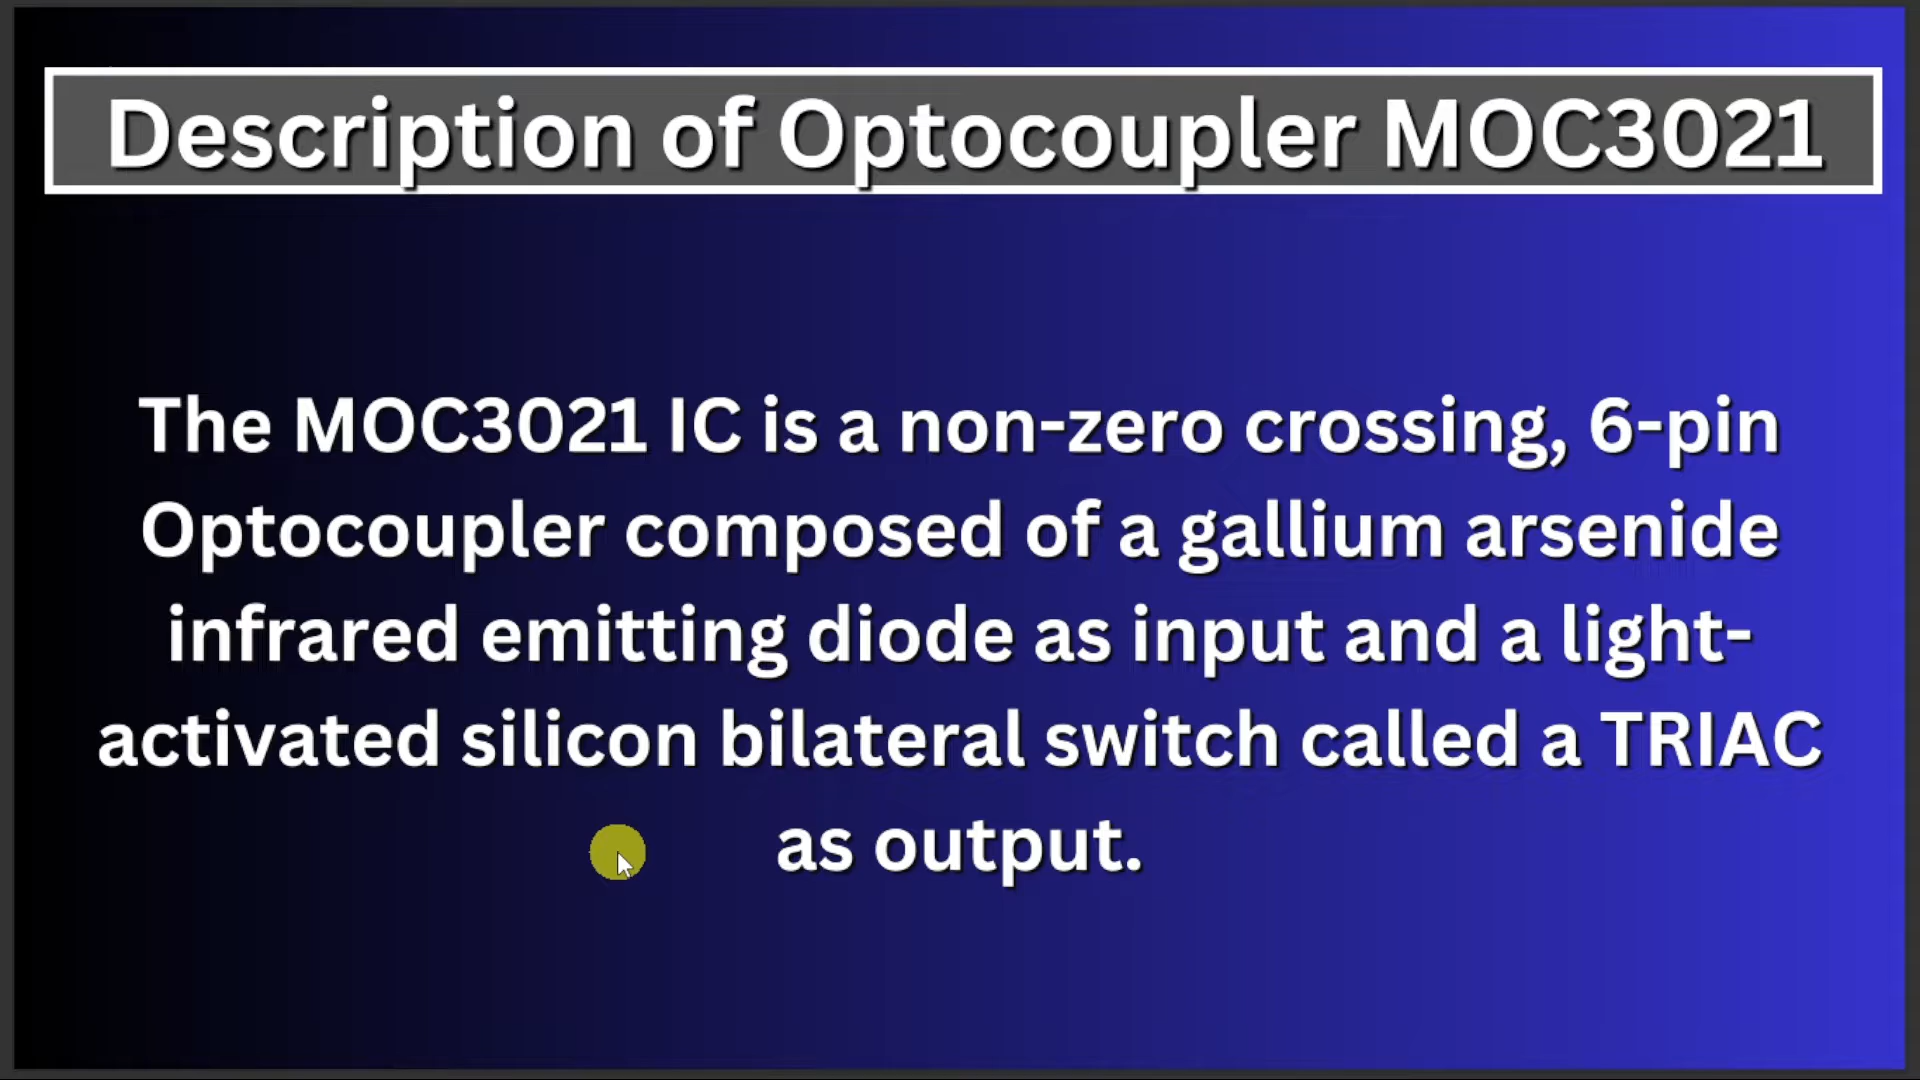 Description of Optocoupler MOC3021
The MOC3021 IC is a non-zero crossing, 6-pin
Optocoupler composed of a gallium arsenide
infrared emitting diode as input and a light-
activated silicon bilateral switch called a TRIAC
as output.